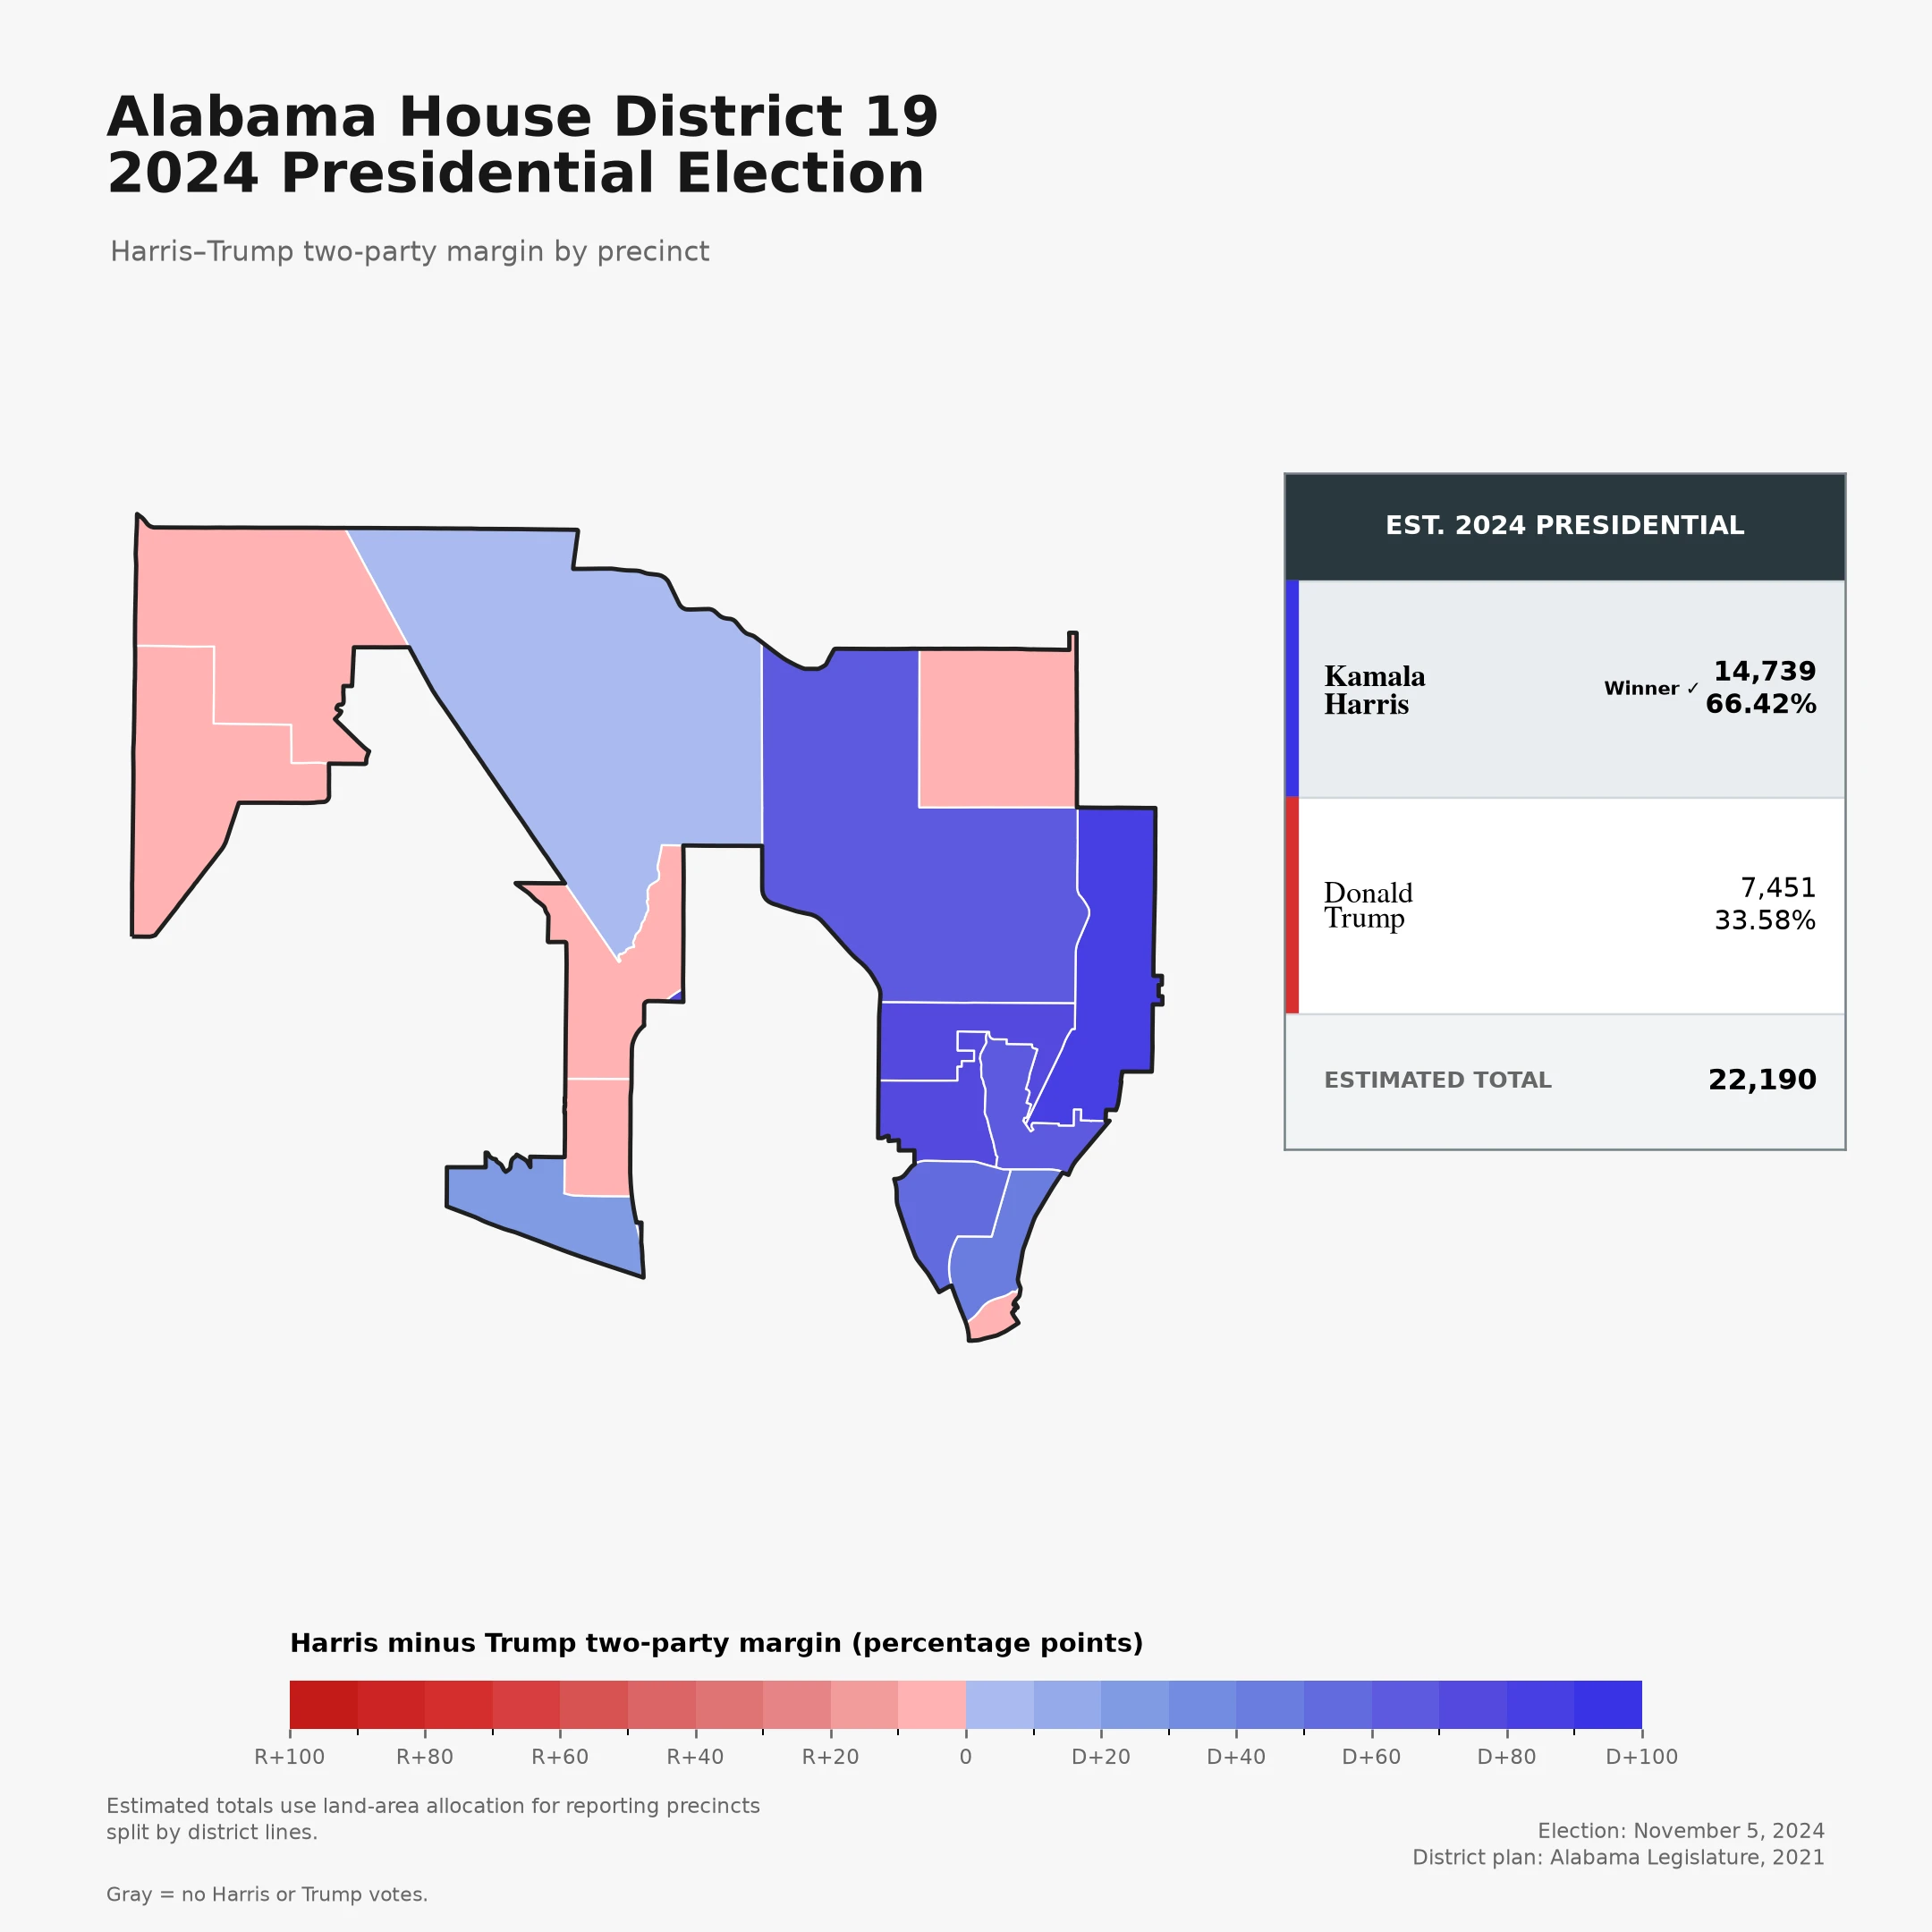 Alabama House District 19
2024 Presidential Election
Harris–Trump two-party margin by precinct
EST. 2024 PRESIDENTIAL
Kamala
Harris
Winner ✓
14,739
66.42%
Donald
Trump
7,451
33.58%
ESTIMATED TOTAL
22,190
Harris minus Trump two-party margin (percentage points)
R+100 R+80 R+60 R+40 R+20 0 D+20 D+40 D+60 D+80 D+100
Estimated totals use land-area allocation for reporting precincts
split by district lines.
Gray = no Harris or Trump votes.
Election: November 5, 2024
District plan: Alabama Legislature, 2021